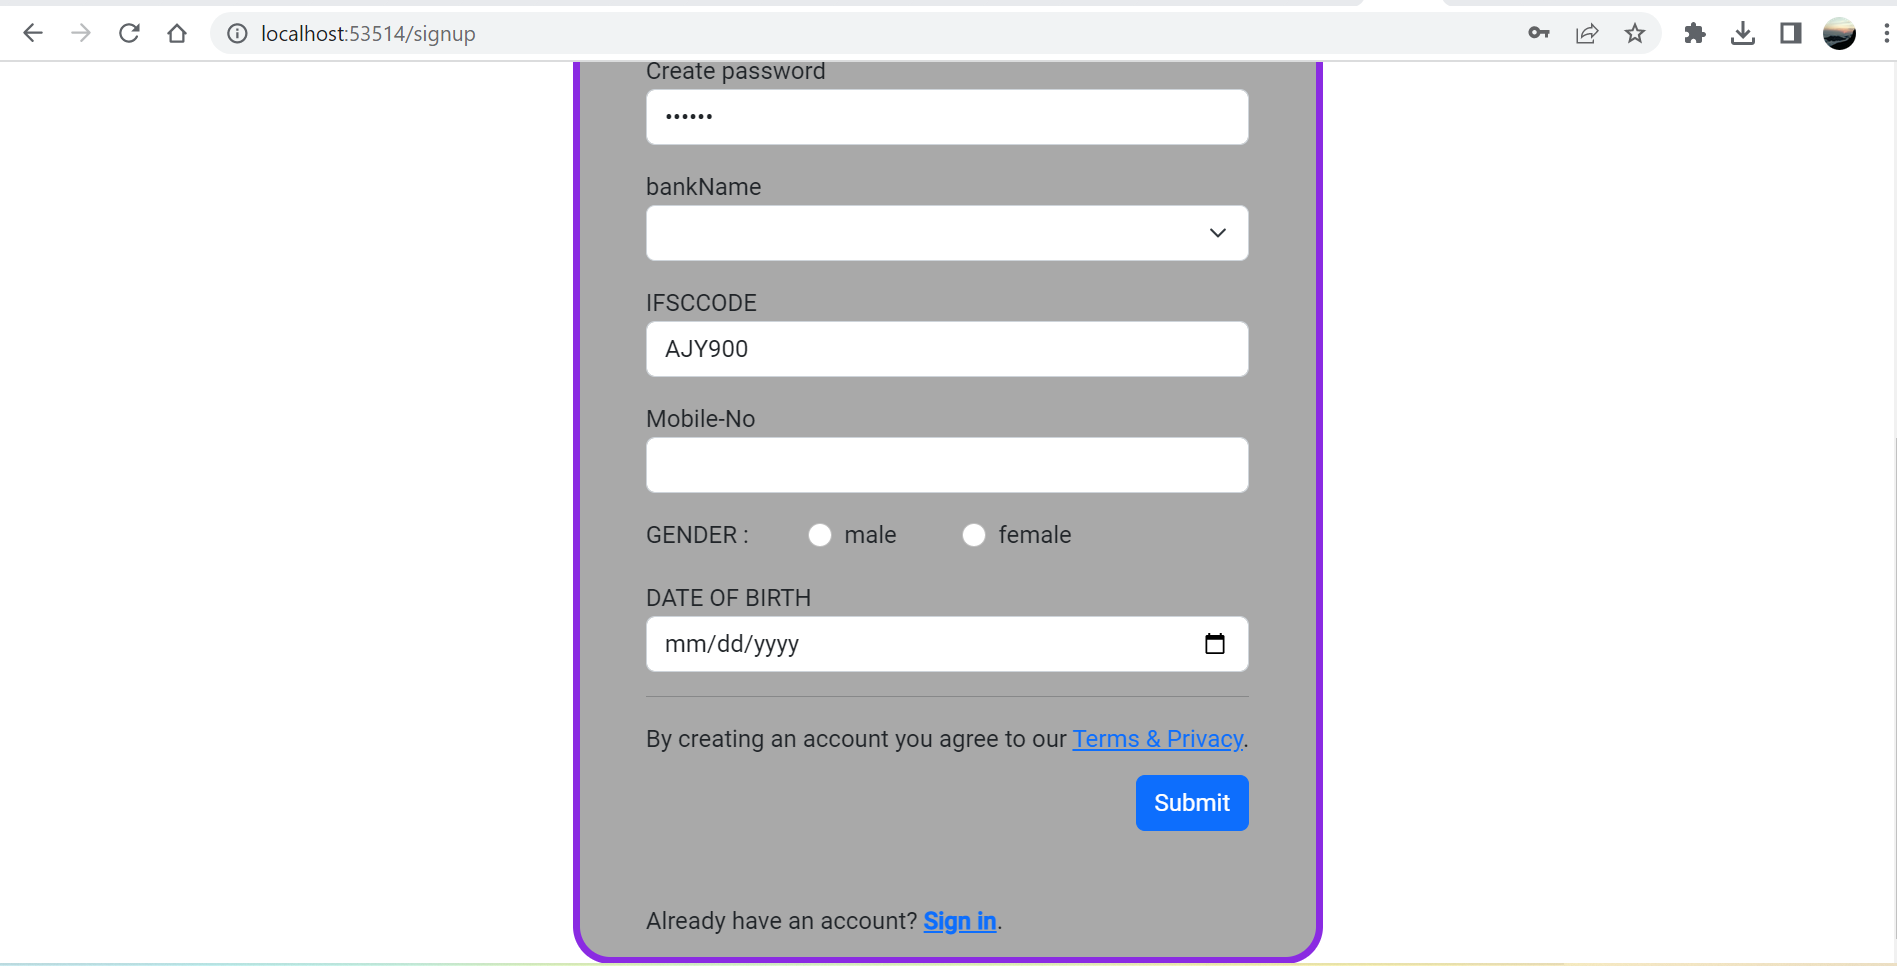 localhost:53514/signup
Create password
••••••
bankName
IFSCCODE
AJY900
Mobile-No
GENDER : male female
DATE OF BIRTH
mm/dd/yyyy
By creating an account you agree to our Terms & Privacy.
Submit
Already have an account? Sign in.